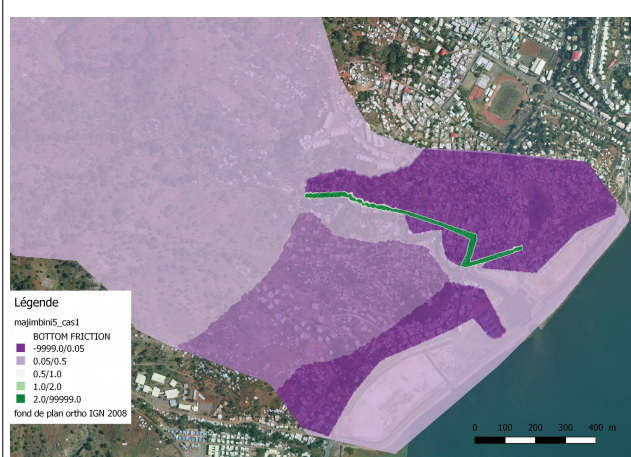 Légende
majimbini5_cas1
BOTTOM FRICTION
-9999.0/0.05
0.05/0.5
0.5/1.0
1.0/2.0
2.0/99999.0
fond de plan ortho IGN 2008
0 100 200 300 400 m